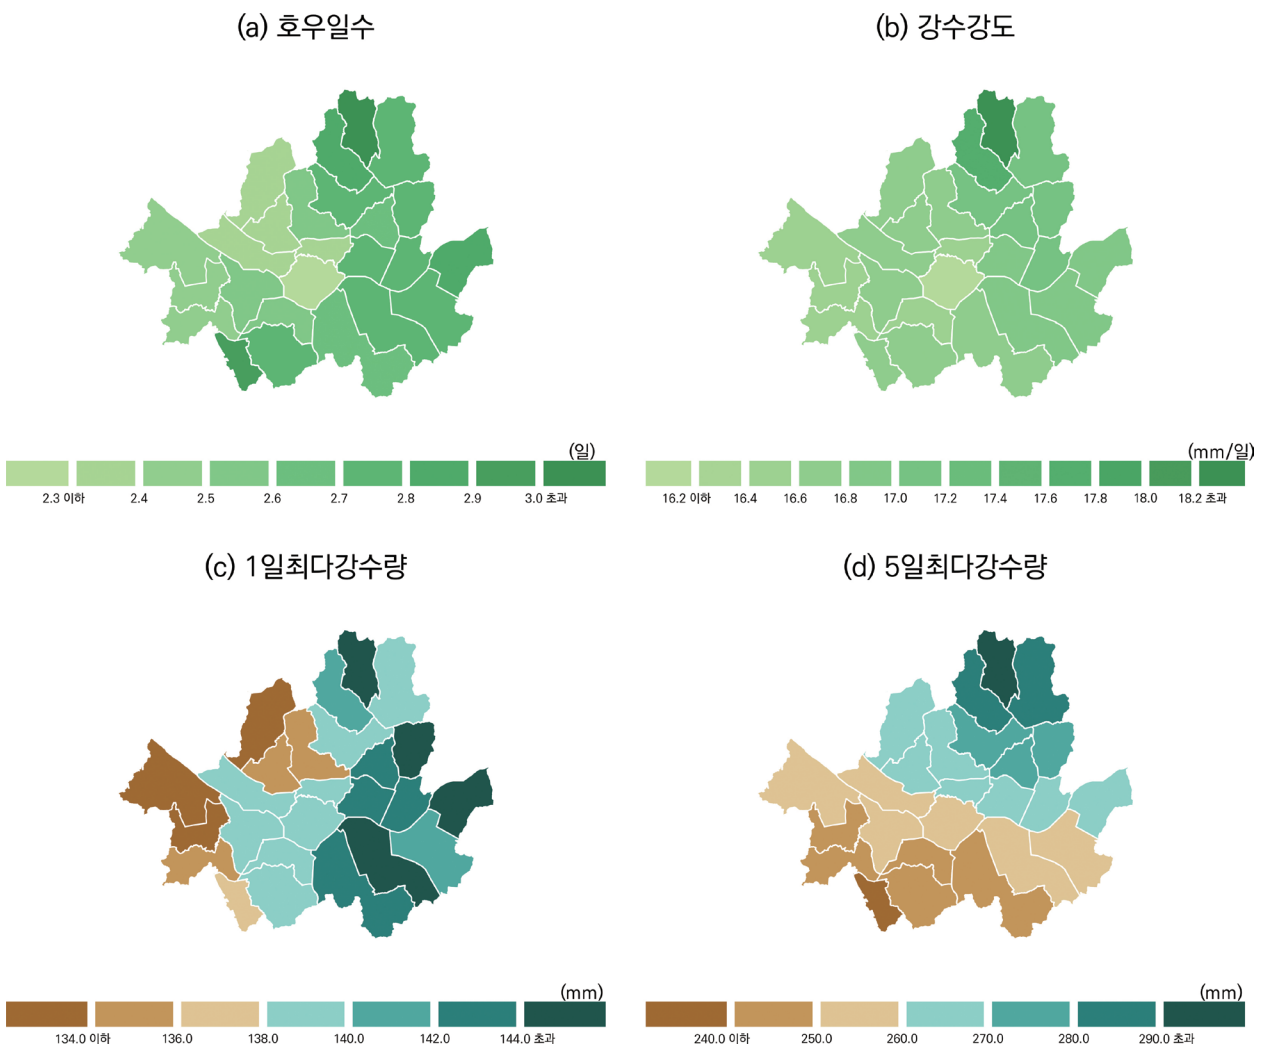 (a) 호우일수
(b) 강수강도
(일)
2.3 이하 2.4 2.5 2.6 2.7 2.8 2.9 3.0 초과
(mm/일)
16.2 이하 16.4 16.6 16.8 17.0 17.2 17.4 17.6 17.8 18.0 18.2 초과
(c) 1일최다강수량
(d) 5일최다강수량
(mm)
134.0 이하 136.0 138.0 140.0 142.0 144.0 초과
(mm)
240.0 이하 250.0 260.0 270.0 280.0 290.0 초과